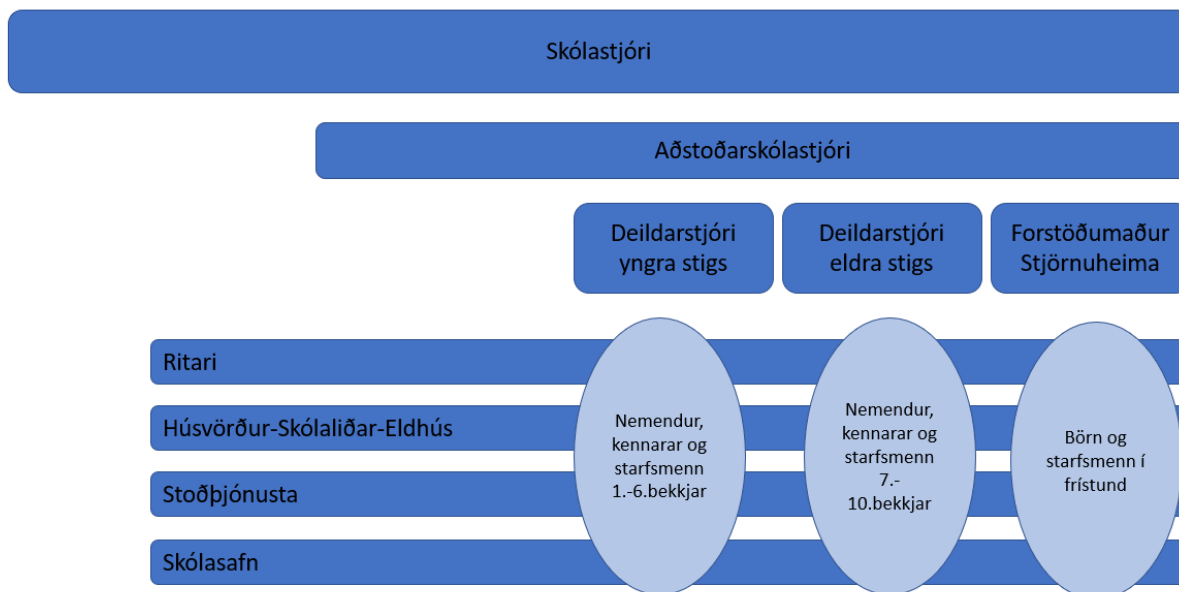 Skólastjóri
Aðstoðarskólastjóri
Deildarstjóri
yngra stigs
Deildarstjóri
eldra stigs
Forstöðumaður
Stjörnuheima
Ritari
Húsvörður-Skólaliðar-Eldhús
Stoðþjónusta
Skólasafn
Nemendur,
kennarar og
starfsmenn
1.-6.bekkjar
Nemendur,
kennarar og
starfsmenn
7.-
10.bekkjar
Börn og
starfsmenn í
frístund